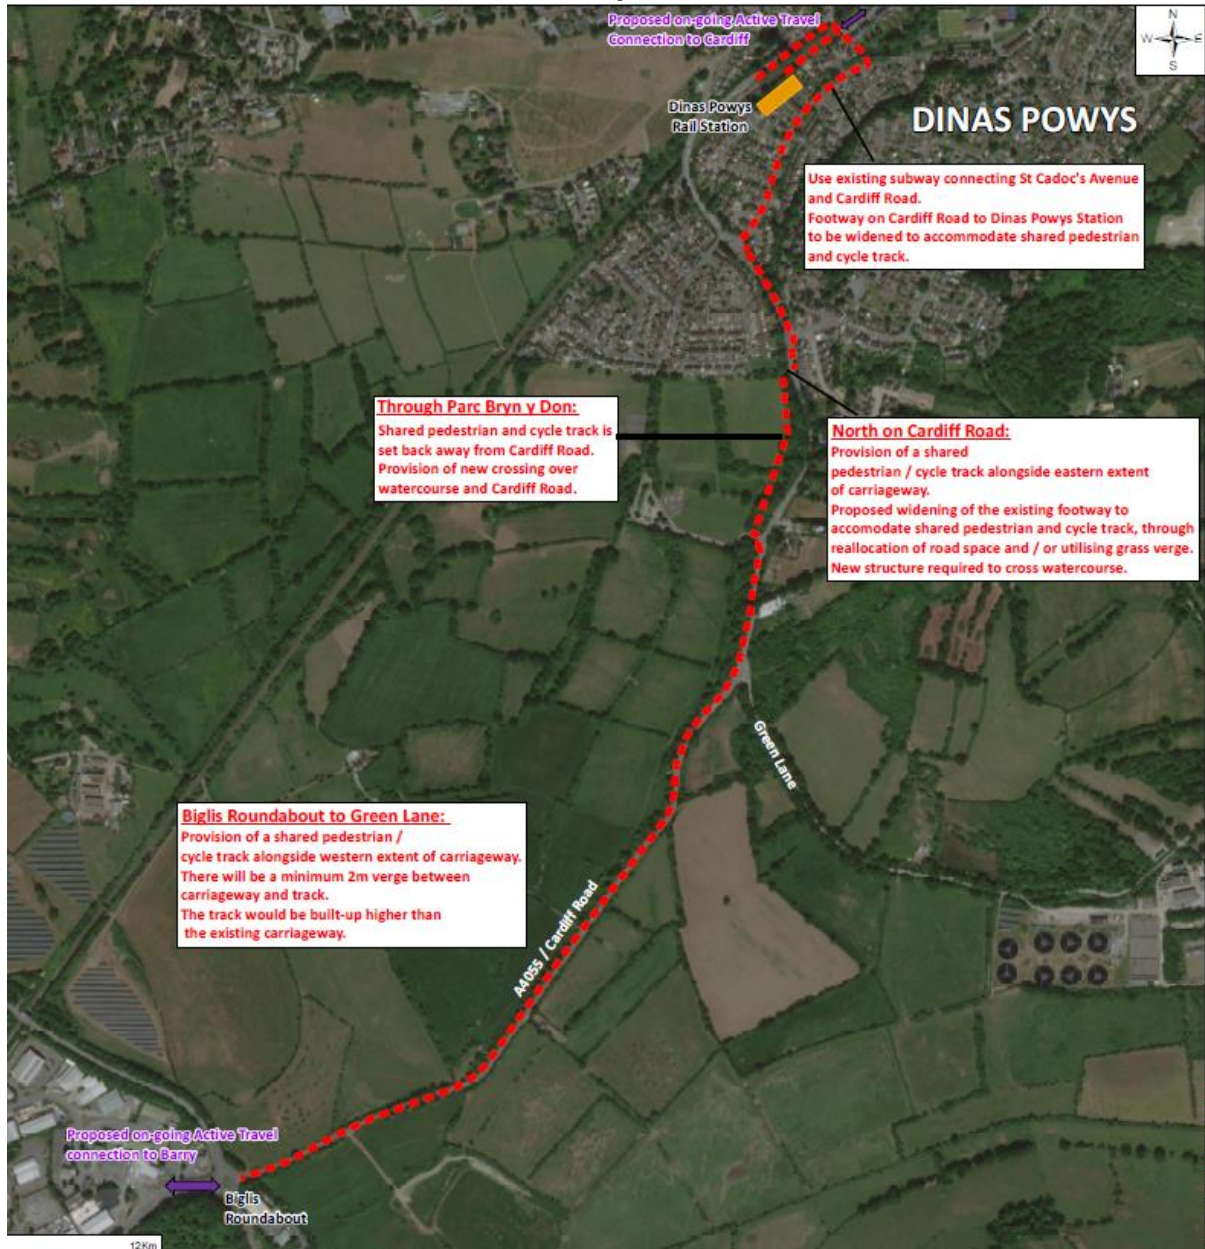 Proposed on-going Active Travel
Connection to Cardiff
N
W E
S
Dinas Powys
Rail Station
DINAS POWYS
Use existing subway connecting St Cadoc's Avenue
and Cardiff Road.
Footway on Cardiff Road to Dinas Powys Station
to be widened to accommodate shared pedestrian
and cycle track.
Through Parc Bryn y Don:
Shared pedestrian and cycle track is
set back away from Cardiff Road.
Provision of new crossing over
watercourse and Cardiff Road.
North on Cardiff Road:
Provision of a shared
pedestrian / cycle track alongside eastern extent
of carriageway.
Proposed widening of the existing footway to
accomodate shared pedestrian and cycle track, through
reallocation of road space and / or utilising grass verge.
New structure required to cross watercourse.
Green Lane
Biglis Roundabout to Green Lane:
Provision of a shared pedestrian /
cycle track alongside western extent of carriageway.
There will be a minimum 2m verge between
carriageway and track.
The track would be built-up higher than
the existing carriageway.
A4055 / Cardiff Road
Proposed on-going Active Travel
connection to Barry
Biglis
Roundabout
12Km